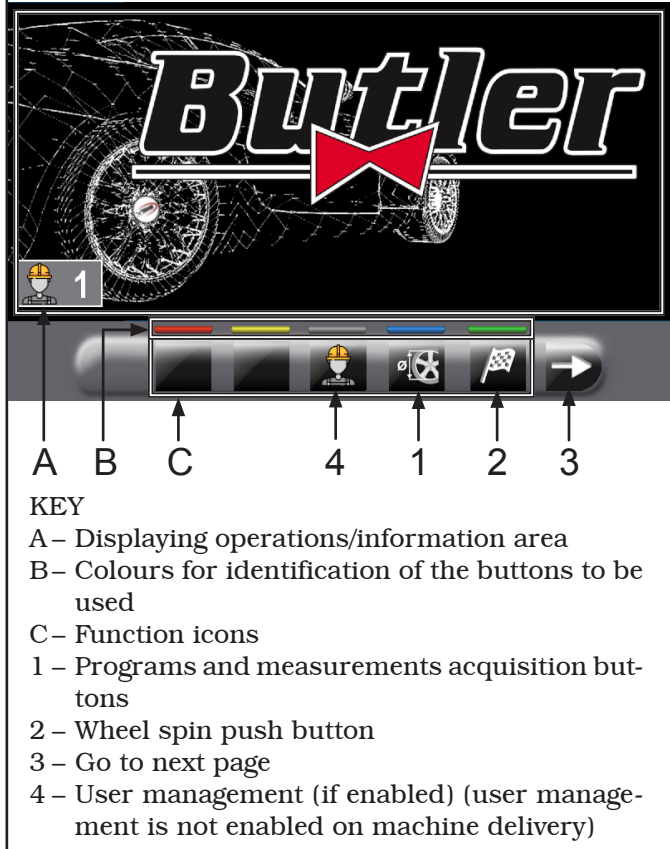 Butler
1
ø
A B C 4 1 2 3
KEY
A – Displaying operations/information area
B – Colours for identification of the buttons to be
used
C – Function icons
1 – Programs and measurements acquisition but-
tons
2 – Wheel spin push button
3 – Go to next page
4 – User management (if enabled) (user manage-
ment is not enabled on machine delivery)